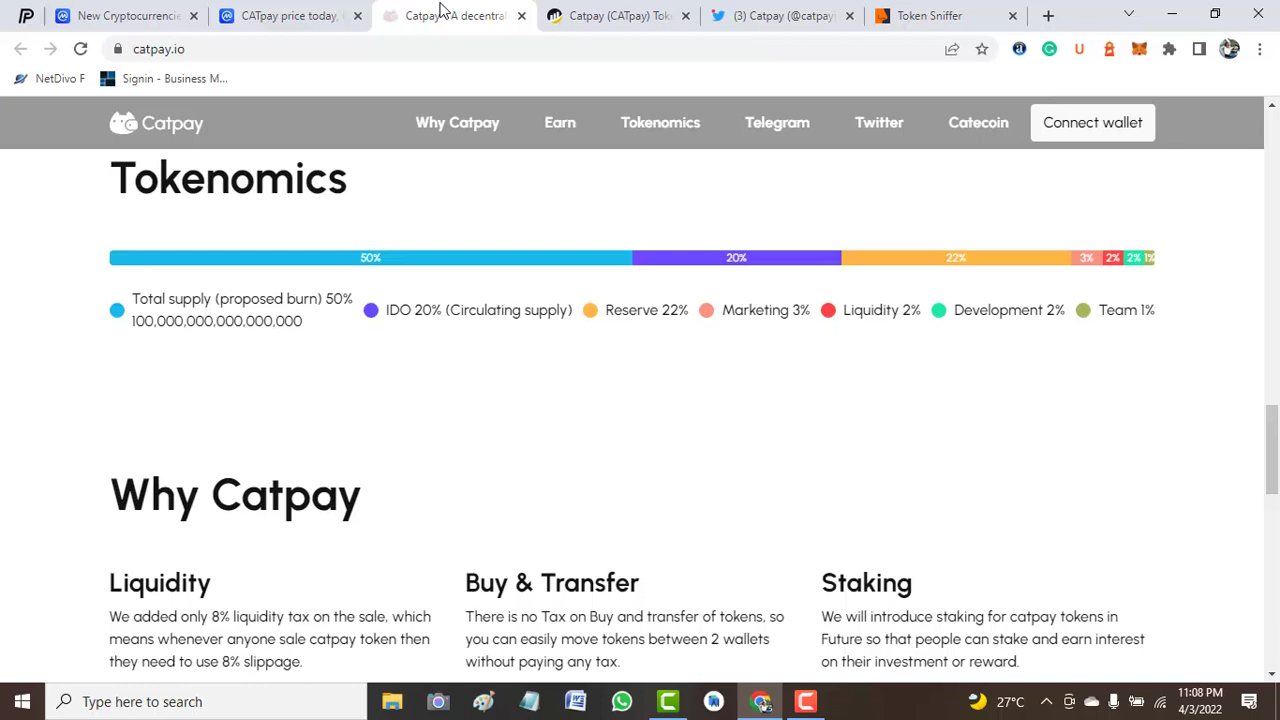 New Cryptocurrencie
CATpay price today,
Catpay
A decentral
Catpay (CATpay) Tok
(3) Catpay (@catpay
Token Sniffer
catpay.io
NetDivo F
Signin - Business M...
Catpay
Why Catpay
Earn
Tokenomics
Telegram
Twitter
Catecoin
Connect wallet
Tokenomics
50%
20%
22%
3%
2%
2%
1%
Total supply (proposed burn) 50%
100,000,000,000,000,000
IDO 20% (Circulating supply)
Reserve 22%
Marketing 3%
Liquidity 2%
Development 2%
Team 1%
Why Catpay
Liquidity
We added only 8% liquidity tax on the sale, which
means whenever anyone sale catpay token then
they need to use 8% slippage.
Buy & Transfer
There is no Tax on Buy and transfer of tokens, so
you can easily move tokens between 2 wallets
without paying any tax.
Staking
We will introduce staking for catpay tokens in
Future so that people can stake and earn interest
on their investment or reward.
Type here to search
27°C
11:08 PM
4/3/2022